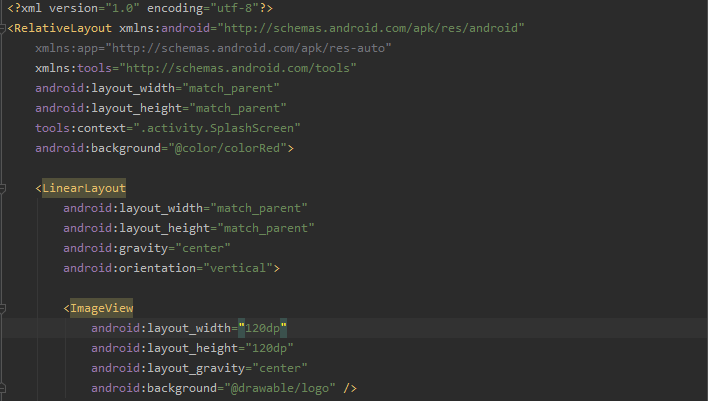 <?xml version="1.0" encoding="utf-8"?>
<RelativeLayout xmlns:android="http://schemas.android.com/apk/res/android"
    xmlns:app="http://schemas.android.com/apk/res-auto"
    xmlns:tools="http://schemas.android.com/tools"
    android:layout_width="match_parent"
    android:layout_height="match_parent"
    tools:context=".activity.SplashScreen"
    android:background="@color/colorRed">

    <LinearLayout
        android:layout_width="match_parent"
        android:layout_height="match_parent"
        android:gravity="center"
        android:orientation="vertical">

        <ImageView
            android:layout_width="120dp"
            android:layout_height="120dp"
            android:layout_gravity="center"
            android:background="@drawable/logo" />